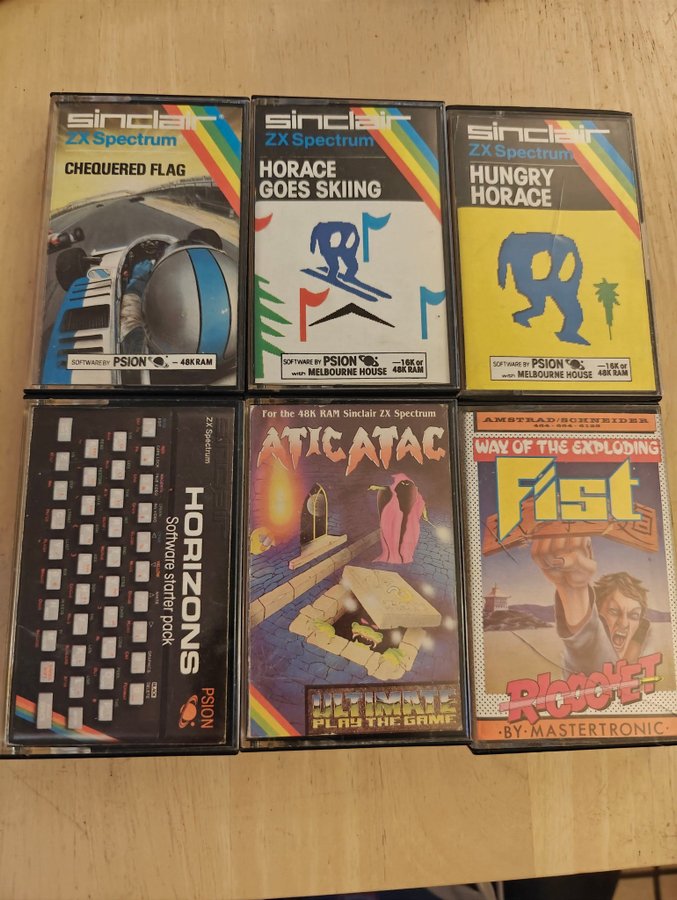 sinclair®
ZX Spectrum
CHEQUERED FLAG
SOFTWARE BY PSION – 48K RAM
sinclair
ZX Spectrum
HORACE
GOES SKIING
SOFTWARE BY PSION
with MELBOURNE HOUSE
–16K or
48K RAM
sinclair
ZX Spectrum
HUNGRY
HORACE
SOFTWARE BY PSION
with MELBOURNE HOUSE
–16K or
48K RAM
ZX Spectrum
HORIZONS
Software starter pack
PSION
For the 48K RAM Sinclair ZX Spectrum
ATIC ATAC
ULTIMATE
PLAY THE GAME
AMSTRAD/SCHNEIDER
464 - 664 - 6128
WAY OF THE EXPLODING
Fist
RICOCHET
·BY·MASTERTRONIC·